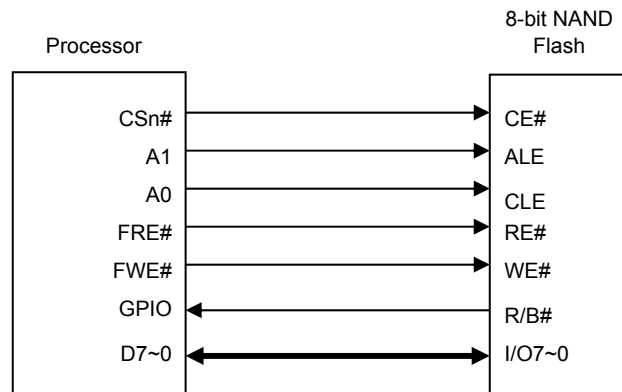 8-bit NAND
Processor Flash
CSn# CE#
A1 ALE
A0 CLE
FRE# RE#
FWE# WE#
GPIO R/B#
D7~0 I/O7~0